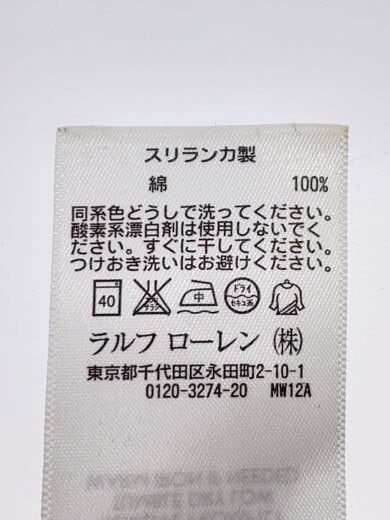 スリランカ製
綿 100%
同系色どうしで洗ってください。
酸素系漂白剤は使用しないでく
ださい。すぐに干してください。
つけおき洗いはお避けください。
40 中 ドライ セキユ系
ラルフ ローレン (株)
東京都千代田区永田町2-10-1
0120-3274-20 MW12A